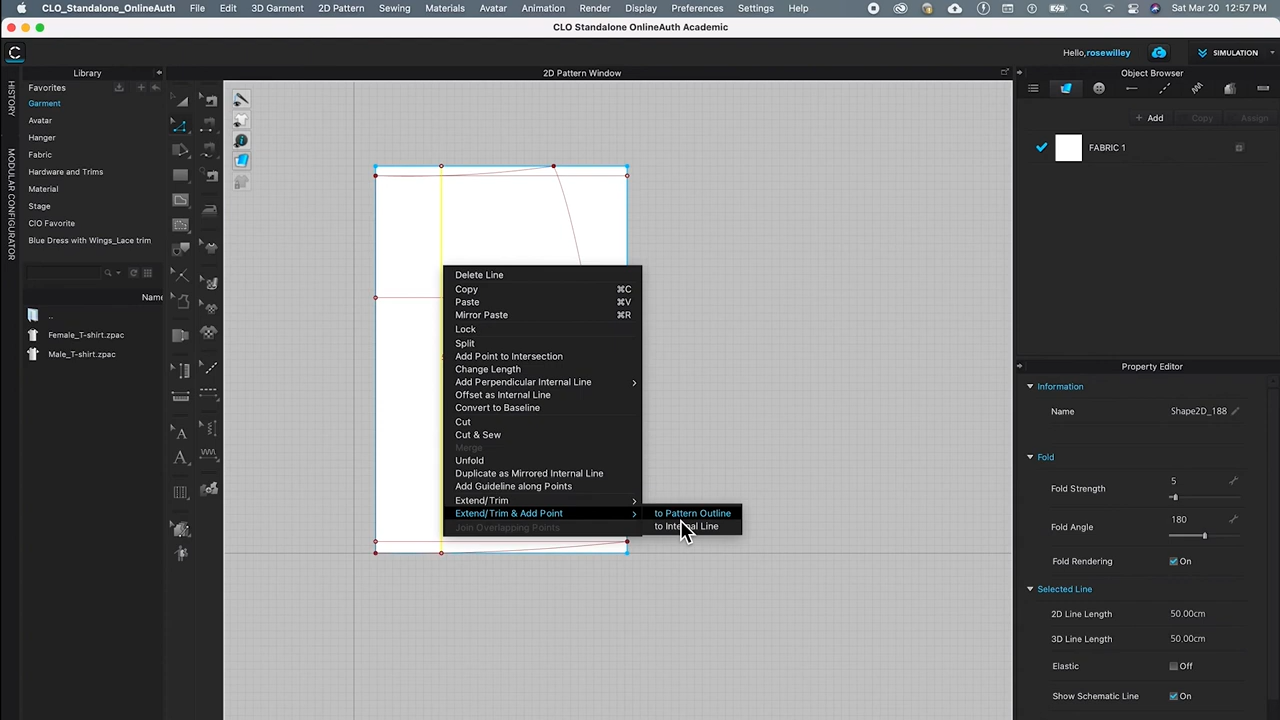 CLO_Standalone_OnlineAuth File Edit 3D Garment 2D Pattern Sewing Materials Avatar Animation Render Display Preferences Settings Help Sat Mar 20 12:57 PM
CLO Standalone OnlineAuth Academic
Hello, rosewilley SIMULATION
Library 2D Pattern Window Object Browser
HISTORY
MODULAR CONFIGURATOR
Favorites
Garment
Avatar
Hanger
Fabric
Hardware and Trims
Material
Stage
ClO Favorite
Blue Dress with Wings_Lace trim
Name
..
Female_T-shirt.zpac
Male_T-shirt.zpac
Delete Line
Copy ⌘C
Paste ⌘V
Mirror Paste ⌘R
Lock
Split
Add Point to Intersection
Change Length
Add Perpendicular Internal Line
Offset as Internal Line
Convert to Baseline
Cut
Cut & Sew
Merge
Unfold
Duplicate as Mirrored Internal Line
Add Guideline along Points
Extend/Trim
Extend/Trim & Add Point
Join Overlapping Points
to Pattern Outline
to Internal Line
+ Add Copy Assign
FABRIC 1
Property Editor
Information
Name Shape2D_188
Fold
Fold Strength 5
Fold Angle 180
Fold Rendering On
Selected Line
2D Line Length 50.00cm
3D Line Length 50.00cm
Elastic Off
Show Schematic Line On